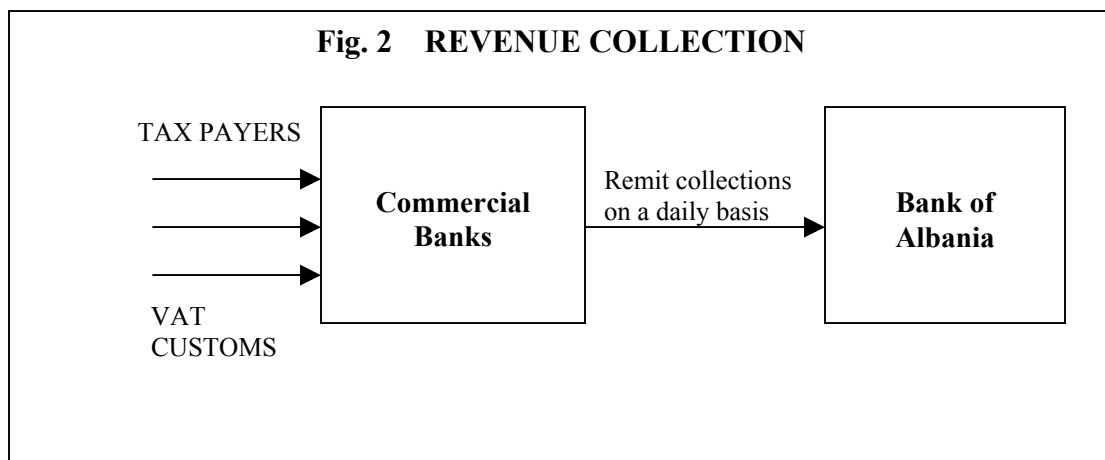 Fig. 2 REVENUE COLLECTION
TAX PAYERS
VAT
CUSTOMS
Commercial
Banks
Remit collections
on a daily basis
Bank of
Albania